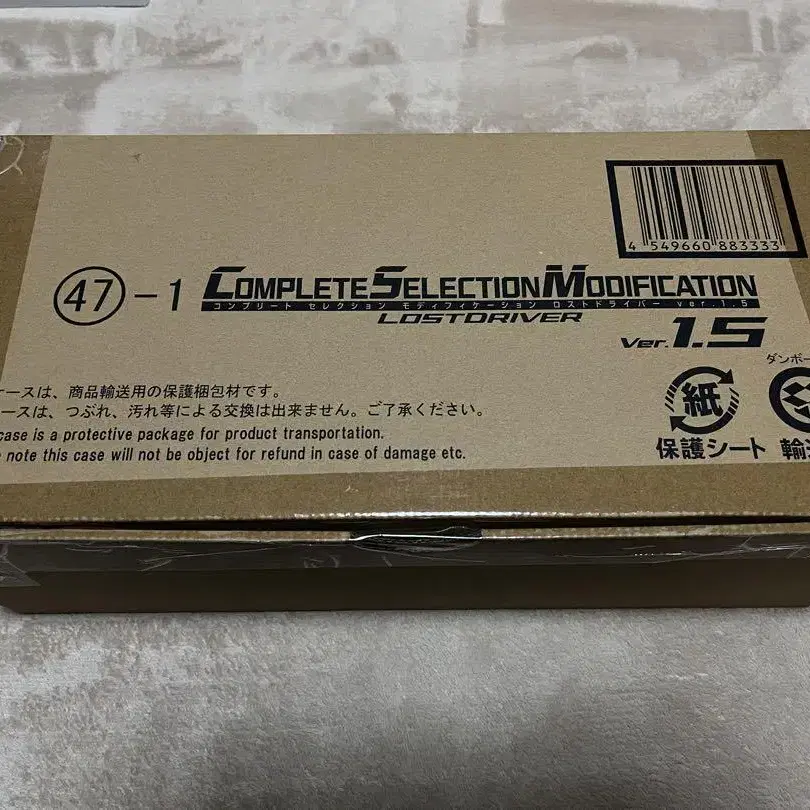 4 549660 883333
㊼-1 COMPLETE SELECTION MODIFICATION
コンプリート セレクション モディフィケーション ロストドライバー ver.1.5
LOSTDRIVER
Ver.1.5
ースは、商品輸送用の保護梱包材です。
ースは、つぶれ、汚れ等による交換は出来ません。ご了承ください。
case is a protective package for product transportation.
note this case will not be object for refund in case of damage etc.
紙
保護シート
ダンボー
輸送